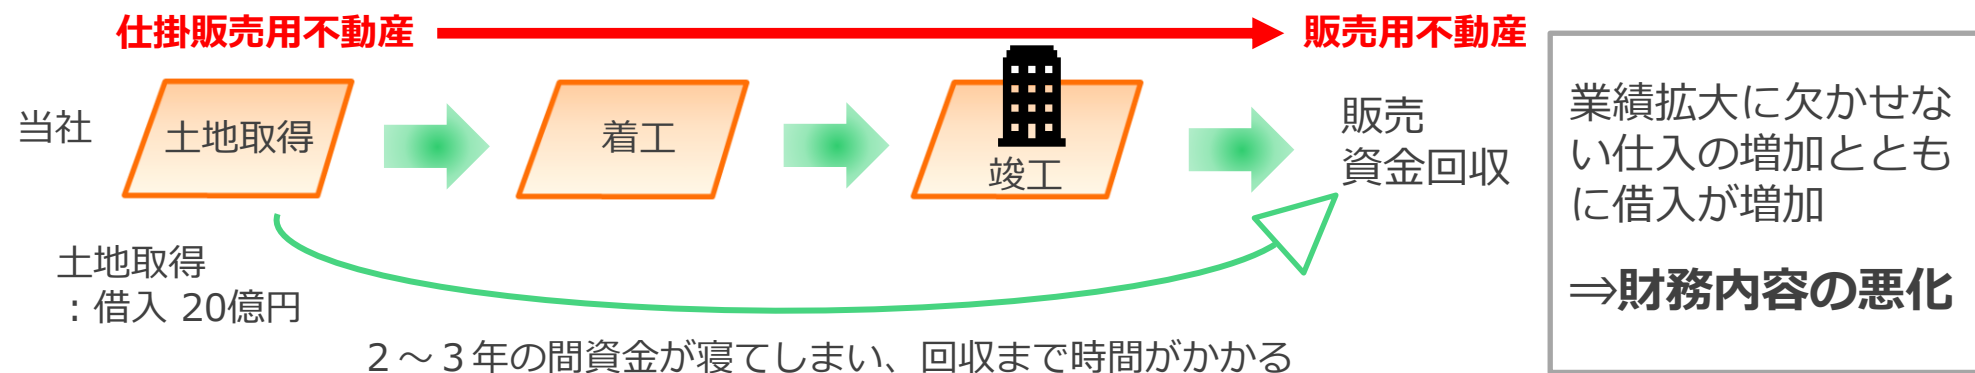 仕掛販売用不動産
販売用不動産
当社
土地取得
着工
竣工
販売
資金回収
土地取得
：借入 20億円
２～３年の間資金が寝てしまい、回収まで時間がかかる
業績拡大に欠かせな
い仕入の増加ととも
に借入が増加
⇒財務内容の悪化